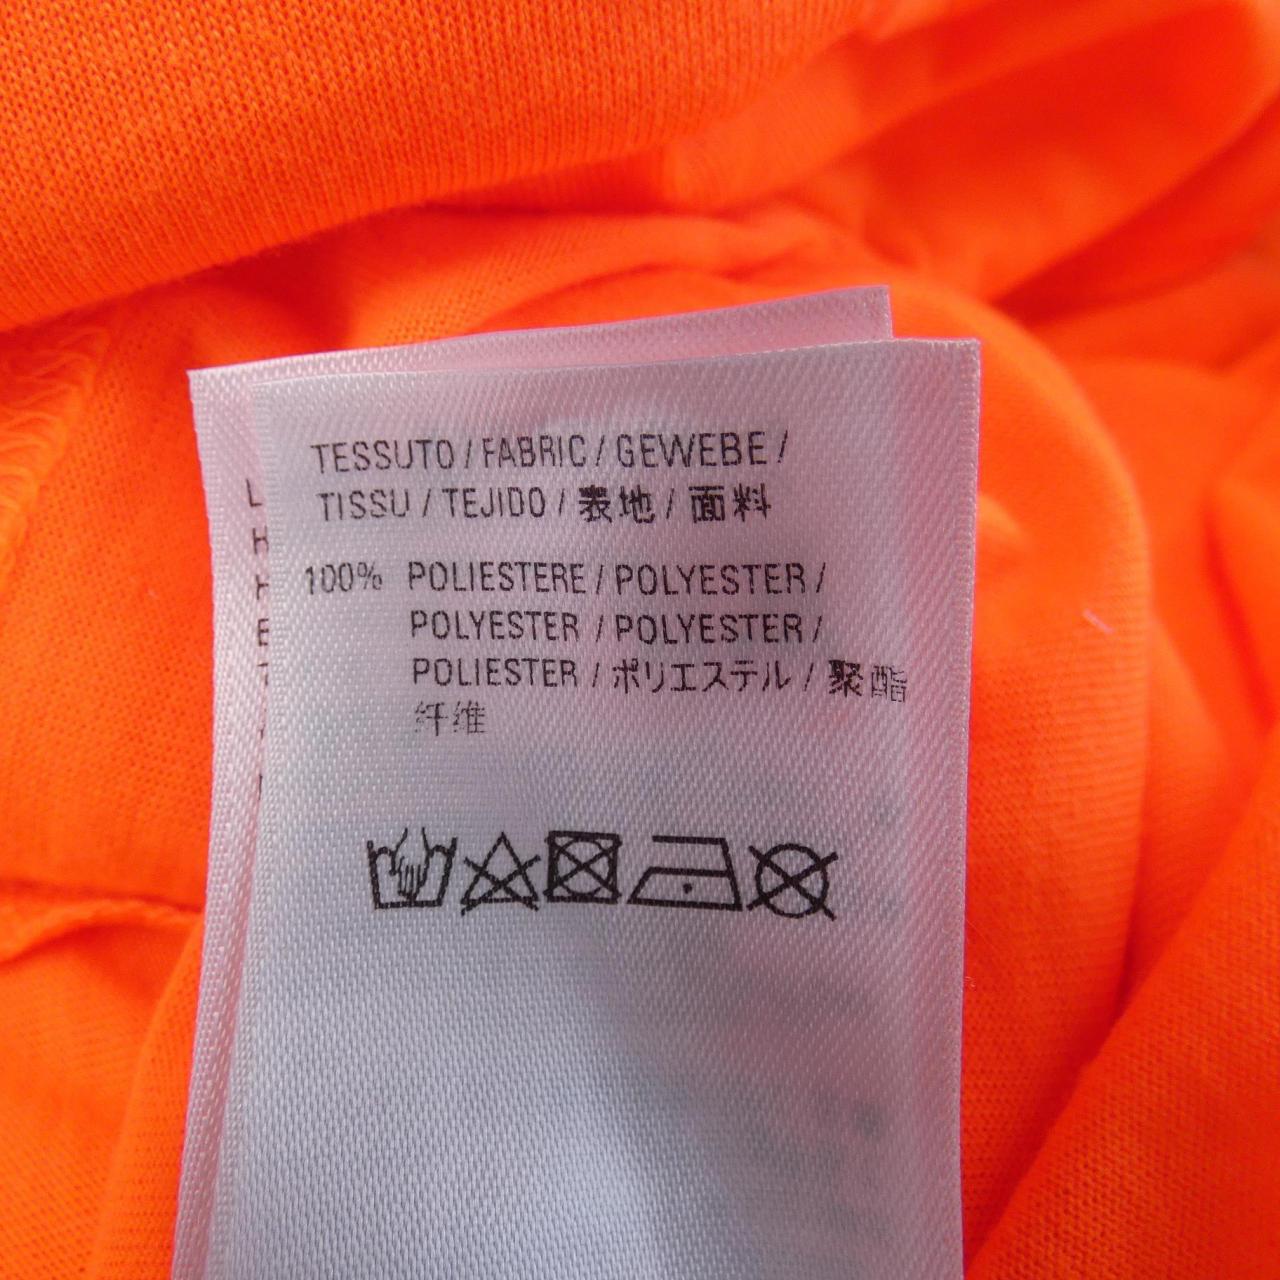 TESSUTO / FABRIC / GEWEBE /
TISSU / TEJIDO / 表地 / 面料
100% POLIESTERE / POLYESTER /
POLYESTER / POLYESTER /
POLIESTER / ポリエステル / 聚酯
纤维